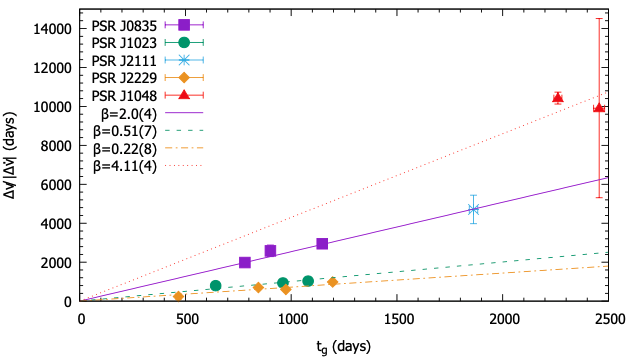 14000
12000
10000
8000
6000
4000
2000
0
Δν/|Δν̇| (days)
PSR J0835
PSR J1023
PSR J2111
PSR J2229
PSR J1048
β=2.0(4)
β=0.51(7)
β=0.22(8)
β=4.11(4)
0 500 1000 1500 2000 2500
tg (days)